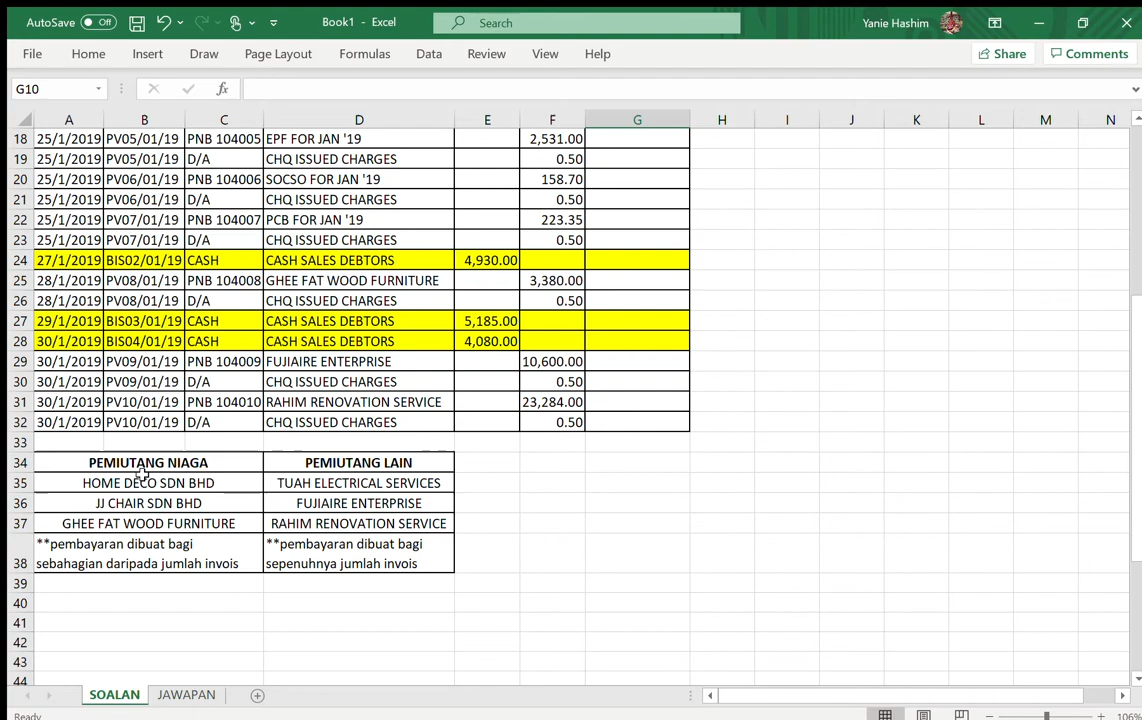 AutoSave Off Book1 - Excel Search Yanie Hashim
File Home Insert Draw Page Layout Formulas Data Review View Help Share Comments
G10 fx
A B C D E F G H I J K L M N
18 25/1/2019 PV05/01/19 PNB 104005 EPF FOR JAN '19 2,531.00
19 25/1/2019 PV05/01/19 D/A CHQ ISSUED CHARGES 0.50
20 25/1/2019 PV06/01/19 PNB 104006 SOCSO FOR JAN '19 158.70
21 25/1/2019 PV06/01/19 D/A CHQ ISSUED CHARGES 0.50
22 25/1/2019 PV07/01/19 PNB 104007 PCB FOR JAN '19 223.35
23 25/1/2019 PV07/01/19 D/A CHQ ISSUED CHARGES 0.50
24 27/1/2019 BIS02/01/19 CASH CASH SALES DEBTORS 4,930.00
25 28/1/2019 PV08/01/19 PNB 104008 GHEE FAT WOOD FURNITURE 3,380.00
26 28/1/2019 PV08/01/19 D/A CHQ ISSUED CHARGES 0.50
27 29/1/2019 BIS03/01/19 CASH CASH SALES DEBTORS 5,185.00
28 30/1/2019 BIS04/01/19 CASH CASH SALES DEBTORS 4,080.00
29 30/1/2019 PV09/01/19 PNB 104009 FUJIAIRE ENTERPRISE 10,600.00
30 30/1/2019 PV09/01/19 D/A CHQ ISSUED CHARGES 0.50
31 30/1/2019 PV10/01/19 PNB 104010 RAHIM RENOVATION SERVICE 23,284.00
32 30/1/2019 PV10/01/19 D/A CHQ ISSUED CHARGES 0.50
33
34 PEMIUTANG NIAGA PEMIUTANG LAIN
35 HOME DECO SDN BHD TUAH ELECTRICAL SERVICES
36 JJ CHAIR SDN BHD FUJIAIRE ENTERPRISE
37 GHEE FAT WOOD FURNITURE RAHIM RENOVATION SERVICE
**pembayaran dibuat bagi **pembayaran dibuat bagi
38 sebahagian daripada jumlah invois sepenuhnya jumlah invois
39
40
41
42
43
44
SOALAN JAWAPAN
Ready 106%